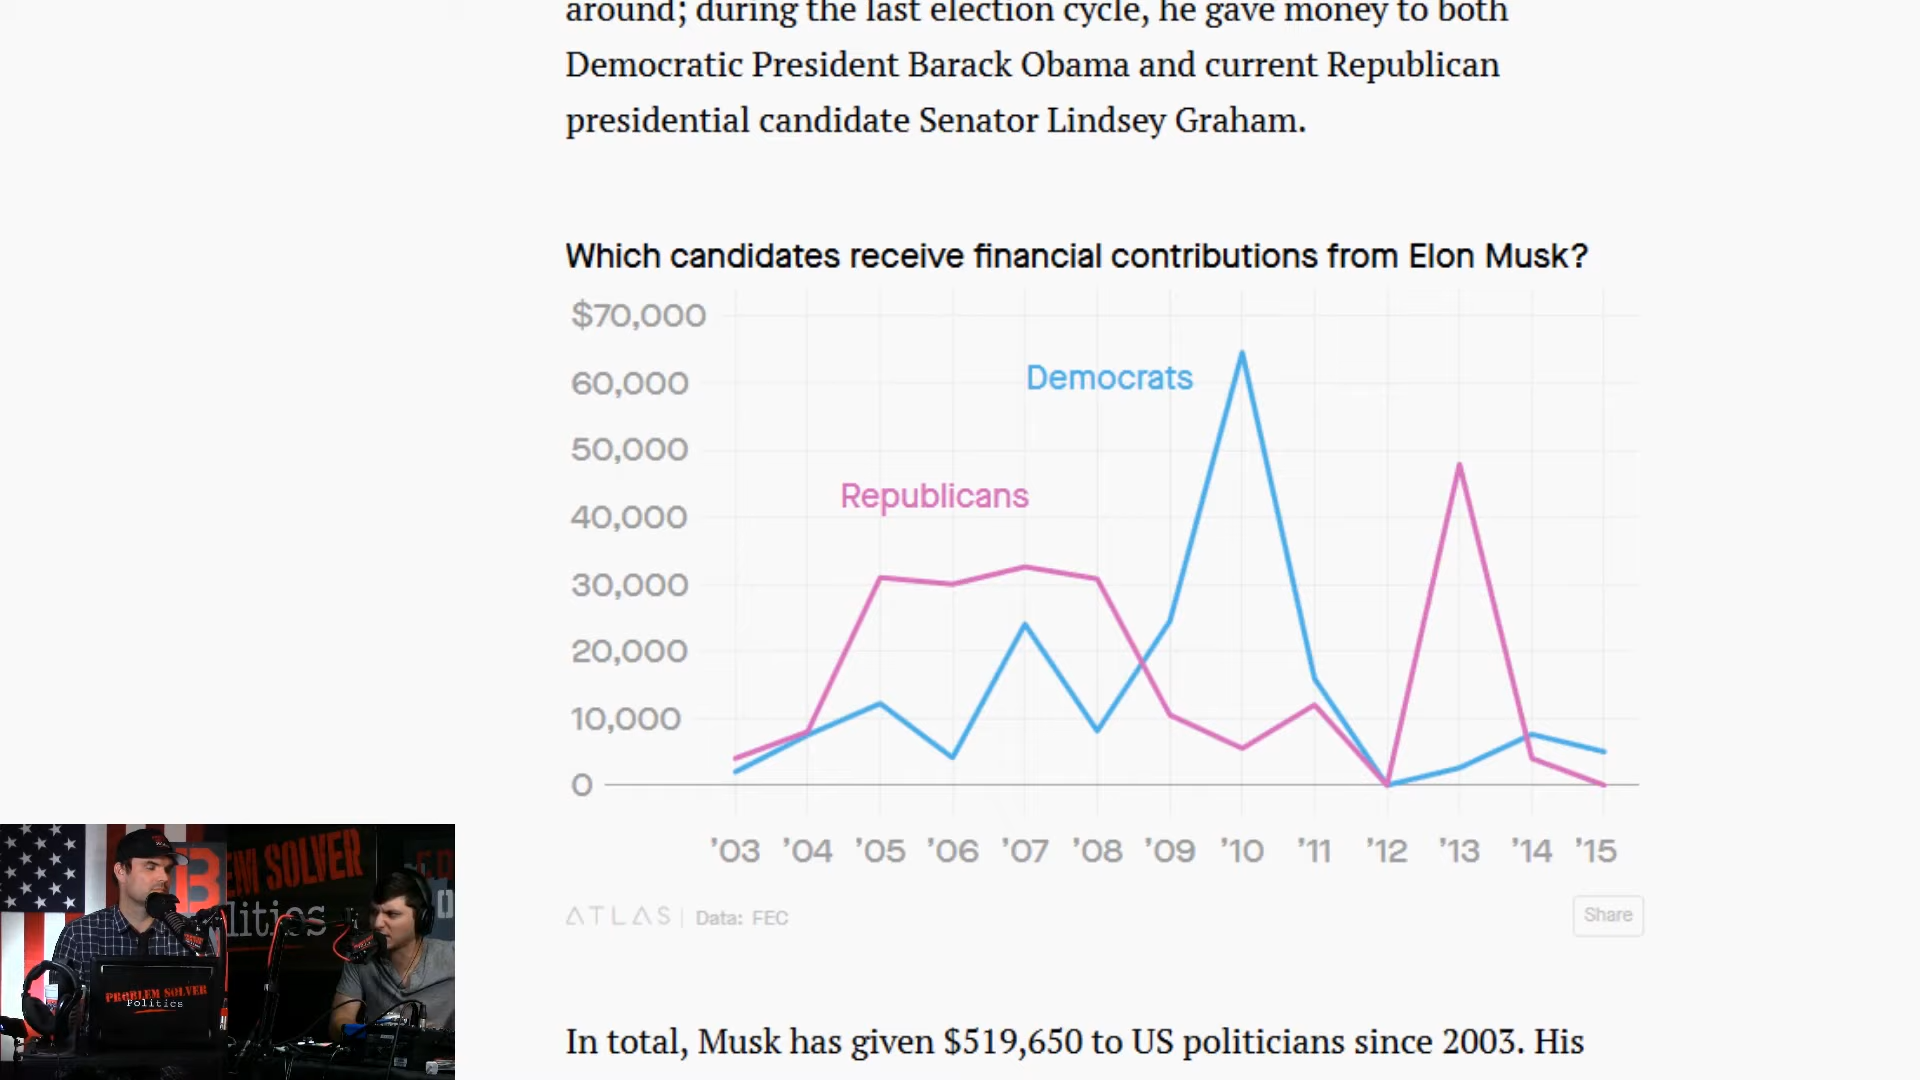 around; during the last election cycle, he gave money to both
Democratic President Barack Obama and current Republican
presidential candidate Senator Lindsey Graham.
Which candidates receive financial contributions from Elon Musk?
$70,000
60,000
50,000
40,000
30,000
20,000
10,000
0
Democrats
Republicans
'03 '04 '05 '06 '07 '08 '09 '10 '11 '12 '13 '14 '15
ATLAS | Data: FEC
Share
In total, Musk has given $519,650 to US politicians since 2003. His
EM SOLVER
litics
PROBLEM SOLVER
Politics